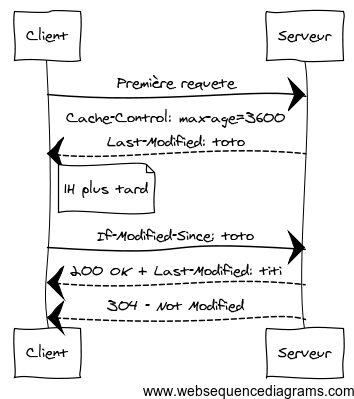 Client Serveur
Première requete
Cache-Control: max-age=3600
Last-Modified: toto
1H plus tard
If-Modified-Since; toto
200 OK + Last-Modified: titi
304 - Not Modified
Client Serveur
www.websequencediagrams.com